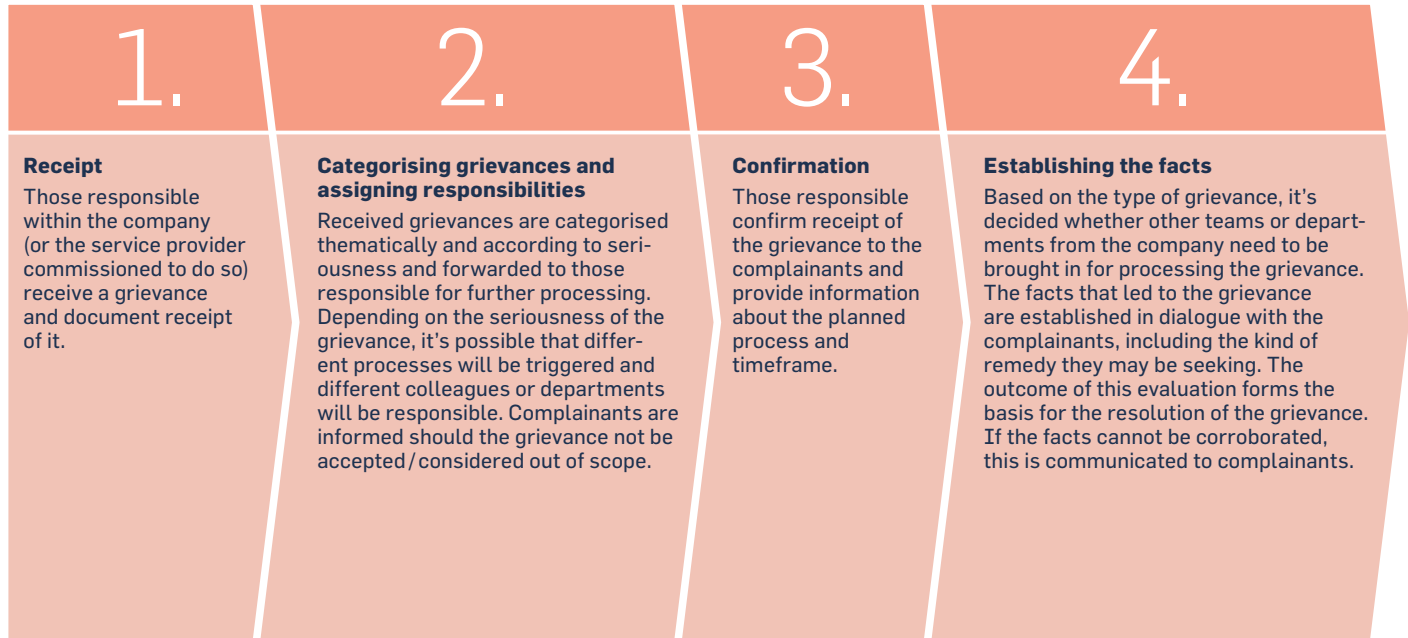 1.
Receipt
Those responsible
within the company
(or the service provider
commissioned to do so)
receive a grievance
and document receipt
of it.
2.
Categorising grievances and
assigning responsibilities
Received grievances are categorised
thematically and according to seri-
ousness and forwarded to those
responsible for further processing.
Depending on the seriousness of the
grievance, it’s possible that differ-
ent processes will be triggered and
different colleagues or departments
will be responsible. Complainants are
informed should the grievance not be
accepted / considered out of scope.
3.
Confirmation
Those responsible
confirm receipt of
the grievance to the
complainants and
provide information
about the planned
process and
timeframe.
4.
Establishing the facts
Based on the type of grievance, it’s
decided whether other teams or depart-
ments from the company need to be
brought in for processing the grievance.
The facts that led to the grievance
are established in dialogue with the
complainants, including the kind of
remedy they may be seeking. The
outcome of this evaluation forms the
basis for the resolution of the grievance.
If the facts cannot be corroborated,
this is communicated to complainants.